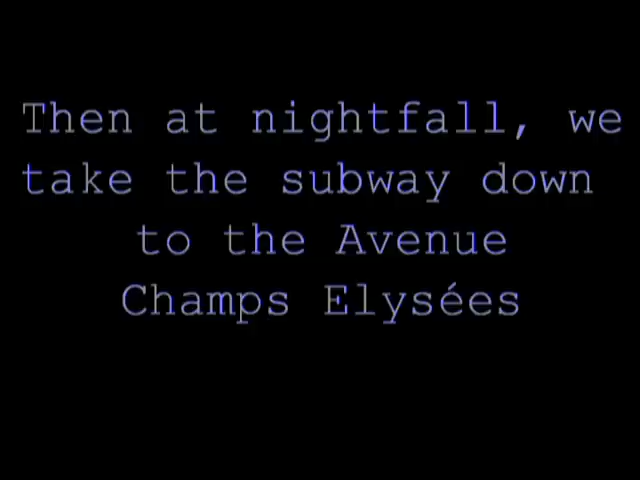 Then at nightfall, we
take the subway down
to the Avenue
Champs Elysées